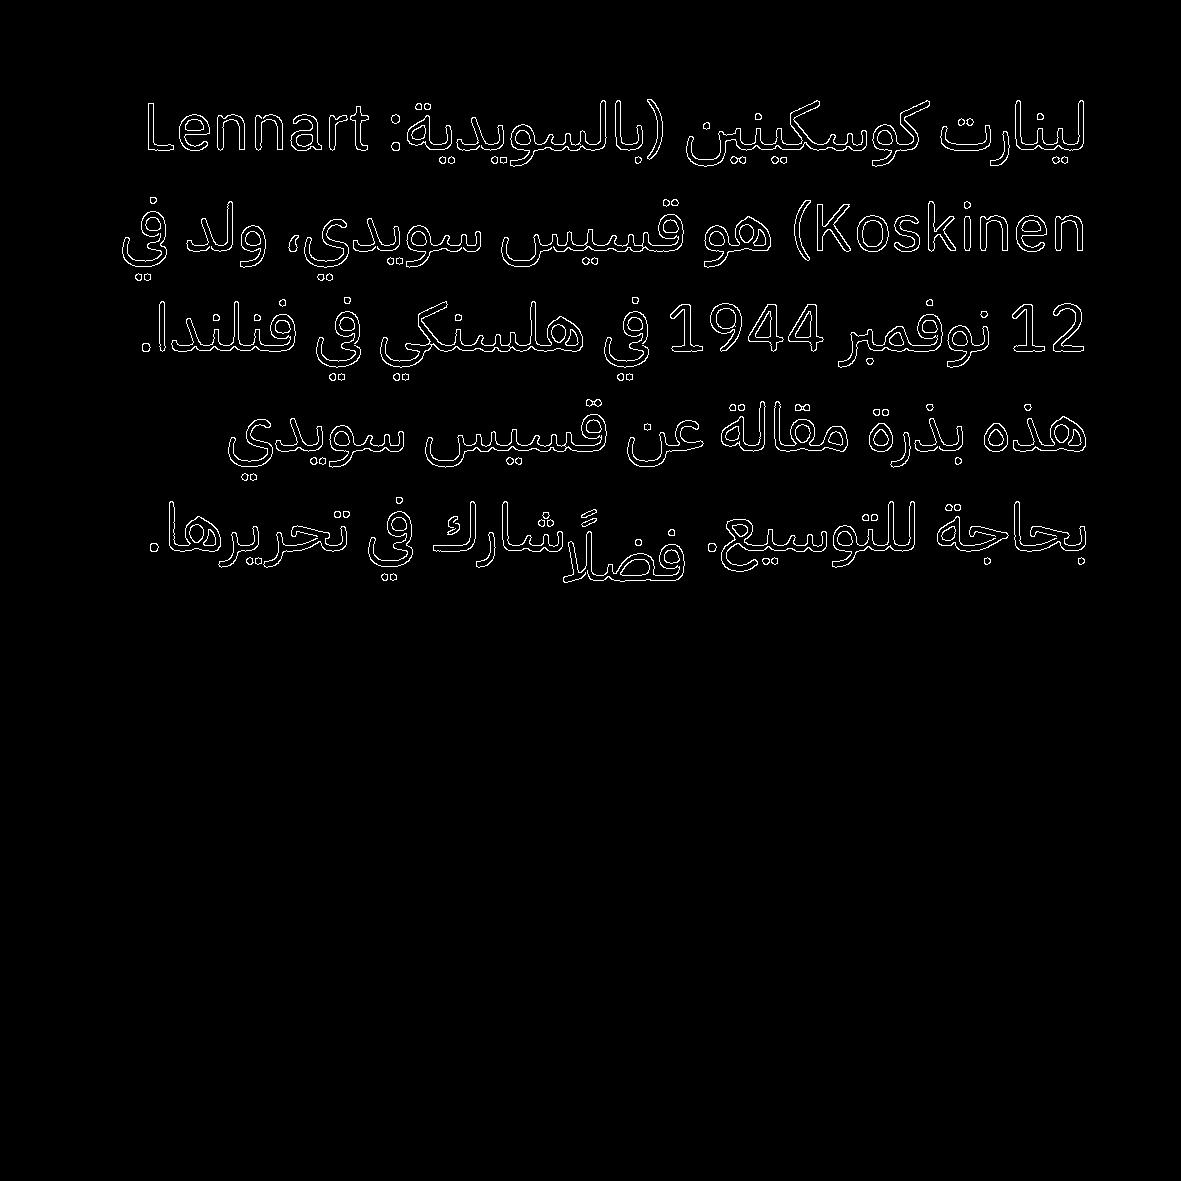 لينارت كوسكينين (بالسويدية: Lennart
Koskinen) هو قسيس سويدي، ولد في
12 نوفمبر 1944 في هلسنكي في فنلندا.
هذه بذرة مقالة عن قسيس سويدي
بحاجة للتوسيع. فضلًا شارك في تحريرها.